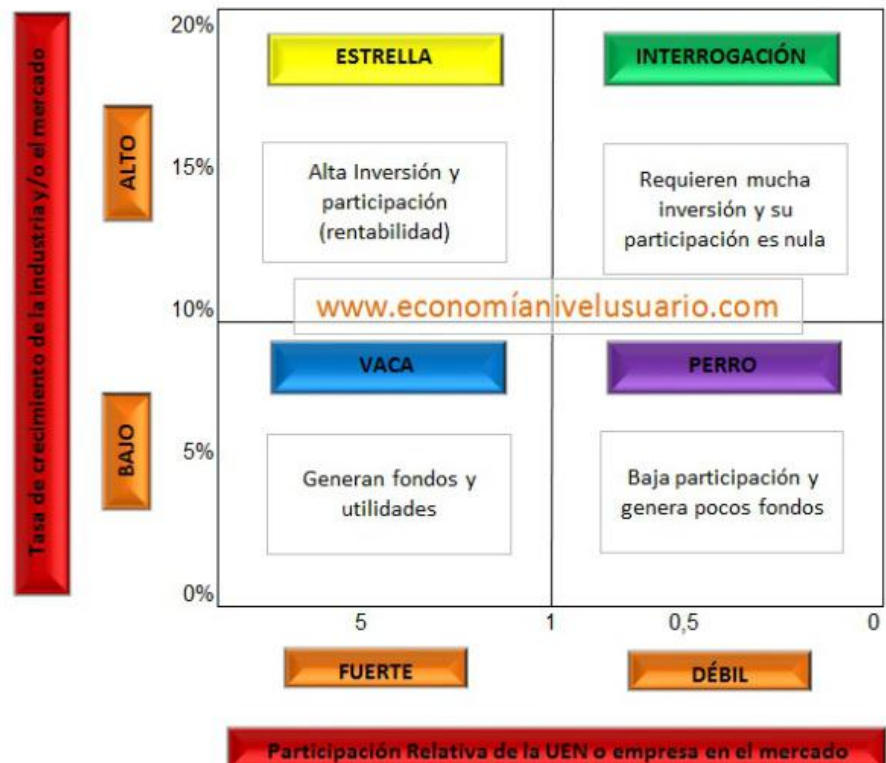 20%
ESTRELLA
INTERROGACIÓN
Tasa de crecimiento de la industria y/o el mercado
ALTO
15%
Alta Inversión y
participación
(rentabilidad)
Requieren mucha
inversión y su
participación es nula
10%
www.economíanivelusuario.com
VACA
PERRO
BAJO
5%
Generan fondos y
utilidades
Baja participación y
genera pocos fondos
0%
5
1
0,5
0
FUERTE
DÉBIL
Participación Relativa de la UEN o empresa en el mercado